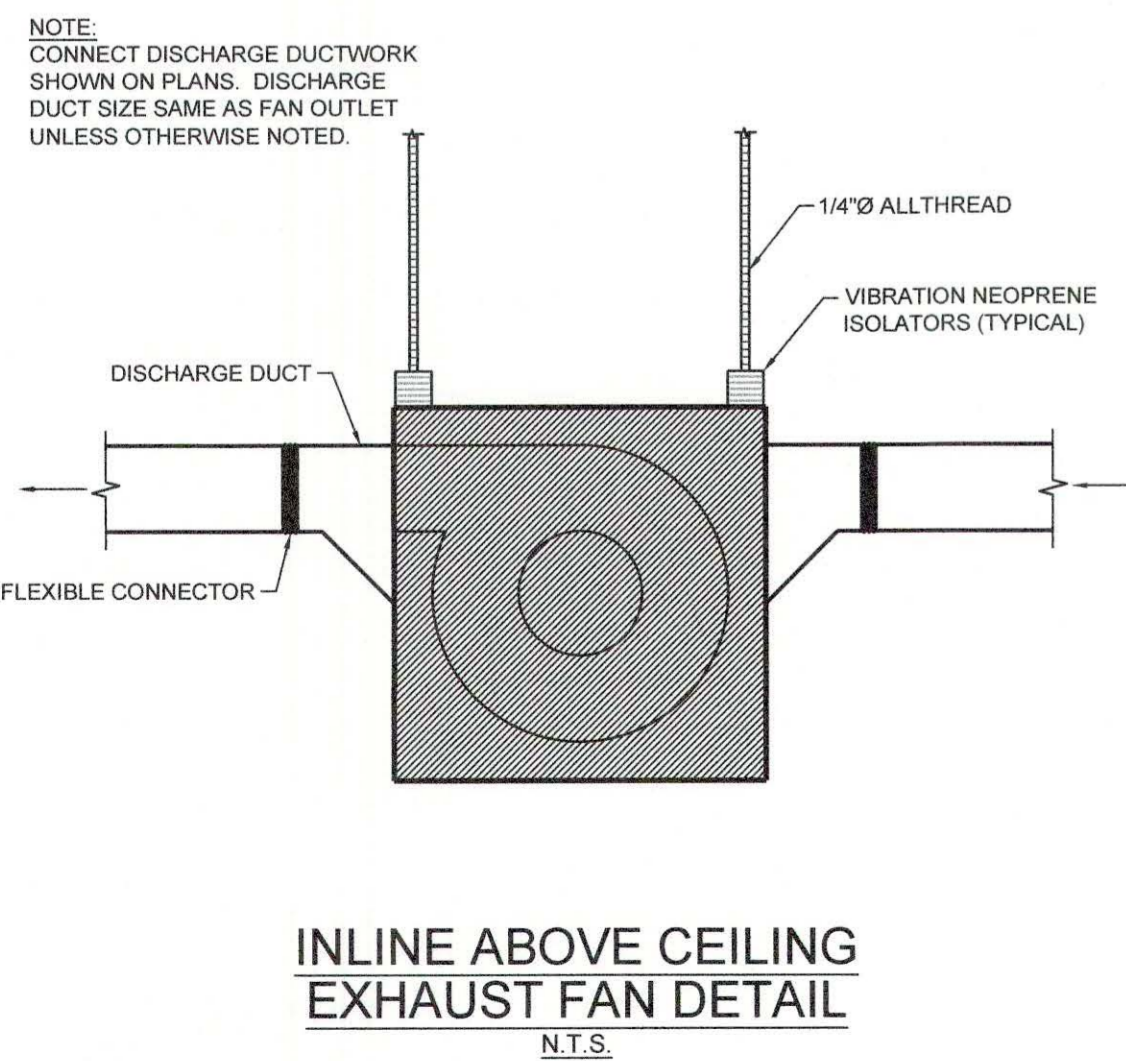 NOTE:
CONNECT DISCHARGE DUCTWORK
SHOWN ON PLANS. DISCHARGE
DUCT SIZE SAME AS FAN OUTLET
UNLESS OTHERWISE NOTED.
1/4"Ø ALLTHREAD
VIBRATION NEOPRENE
ISOLATORS (TYPICAL)
DISCHARGE DUCT
FLEXIBLE CONNECTOR
INLINE ABOVE CEILING
EXHAUST FAN DETAIL
N.T.S.